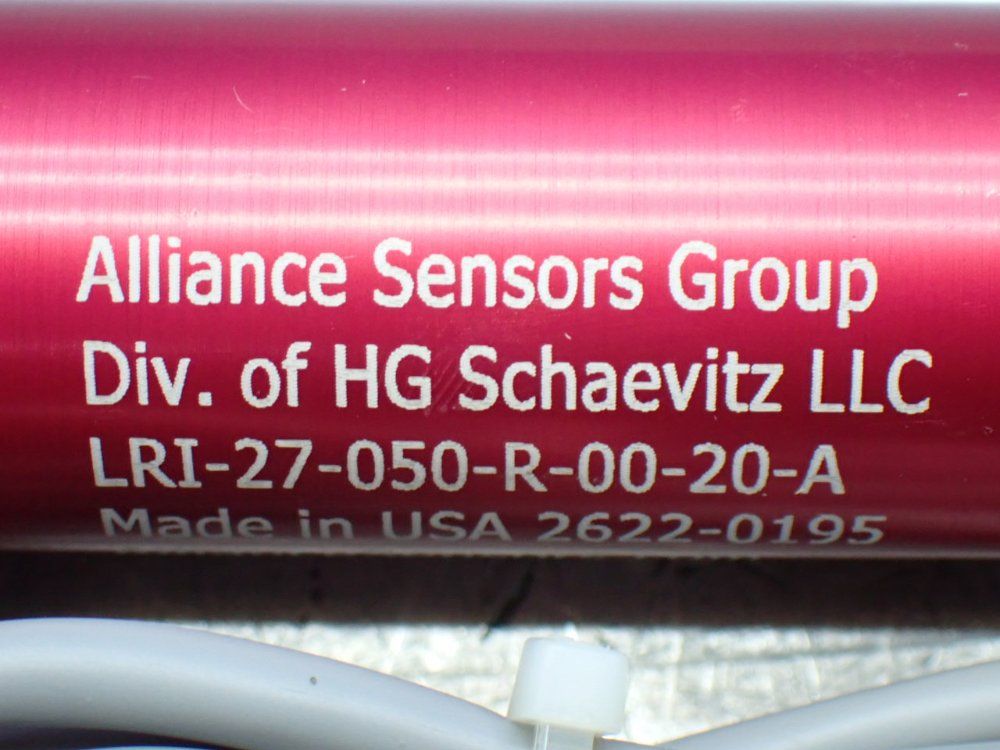 Alliance Sensors Group
Div. of HG Schaevitz LLC
LRI-27-050-R-00-20-A
Made in USA 2622-0195